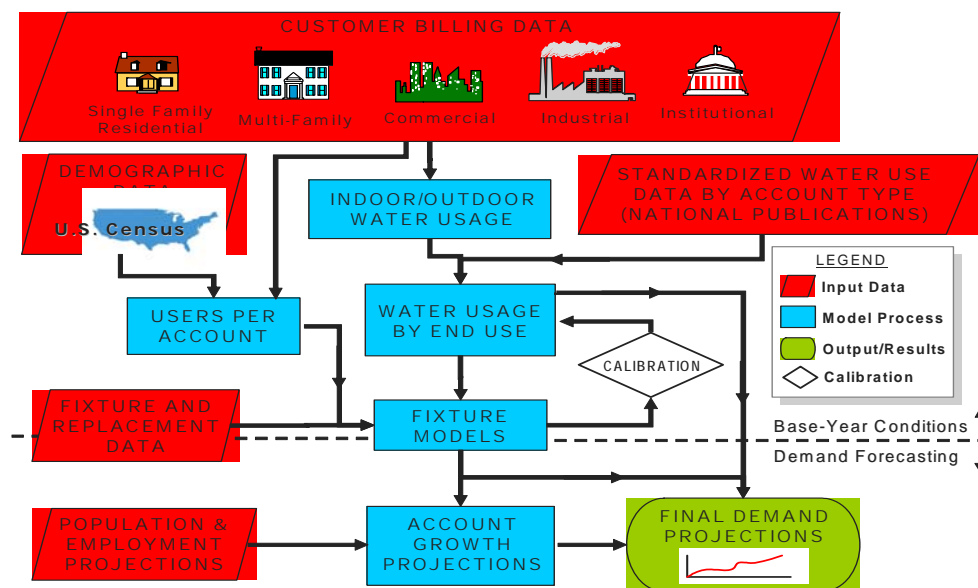 CUSTOMER BILLING DATA
Single Family
Residential
Multi-Family
Commercial
Industrial
Institutional
DEMOGRAPHIC
DATA
U.S. Census
INDOOR/OUTDOOR
WATER USAGE
STANDARDIZED WATER USE
DATA BY ACCOUNT TYPE
(NATIONAL PUBLICATIONS)
LEGEND
Input Data
Model Process
Output/Results
Calibration
USERS PER
ACCOUNT
WATER USAGE
BY END USE
CALIBRATION
FIXTURE AND
REPLACEMENT
DATA
FIXTURE
MODELS
Base-Year Conditions
Demand Forecasting
POPULATION &
EMPLOYMENT
PROJECTIONS
ACCOUNT
GROWTH
PROJECTIONS
FINAL DEMAND
PROJECTIONS